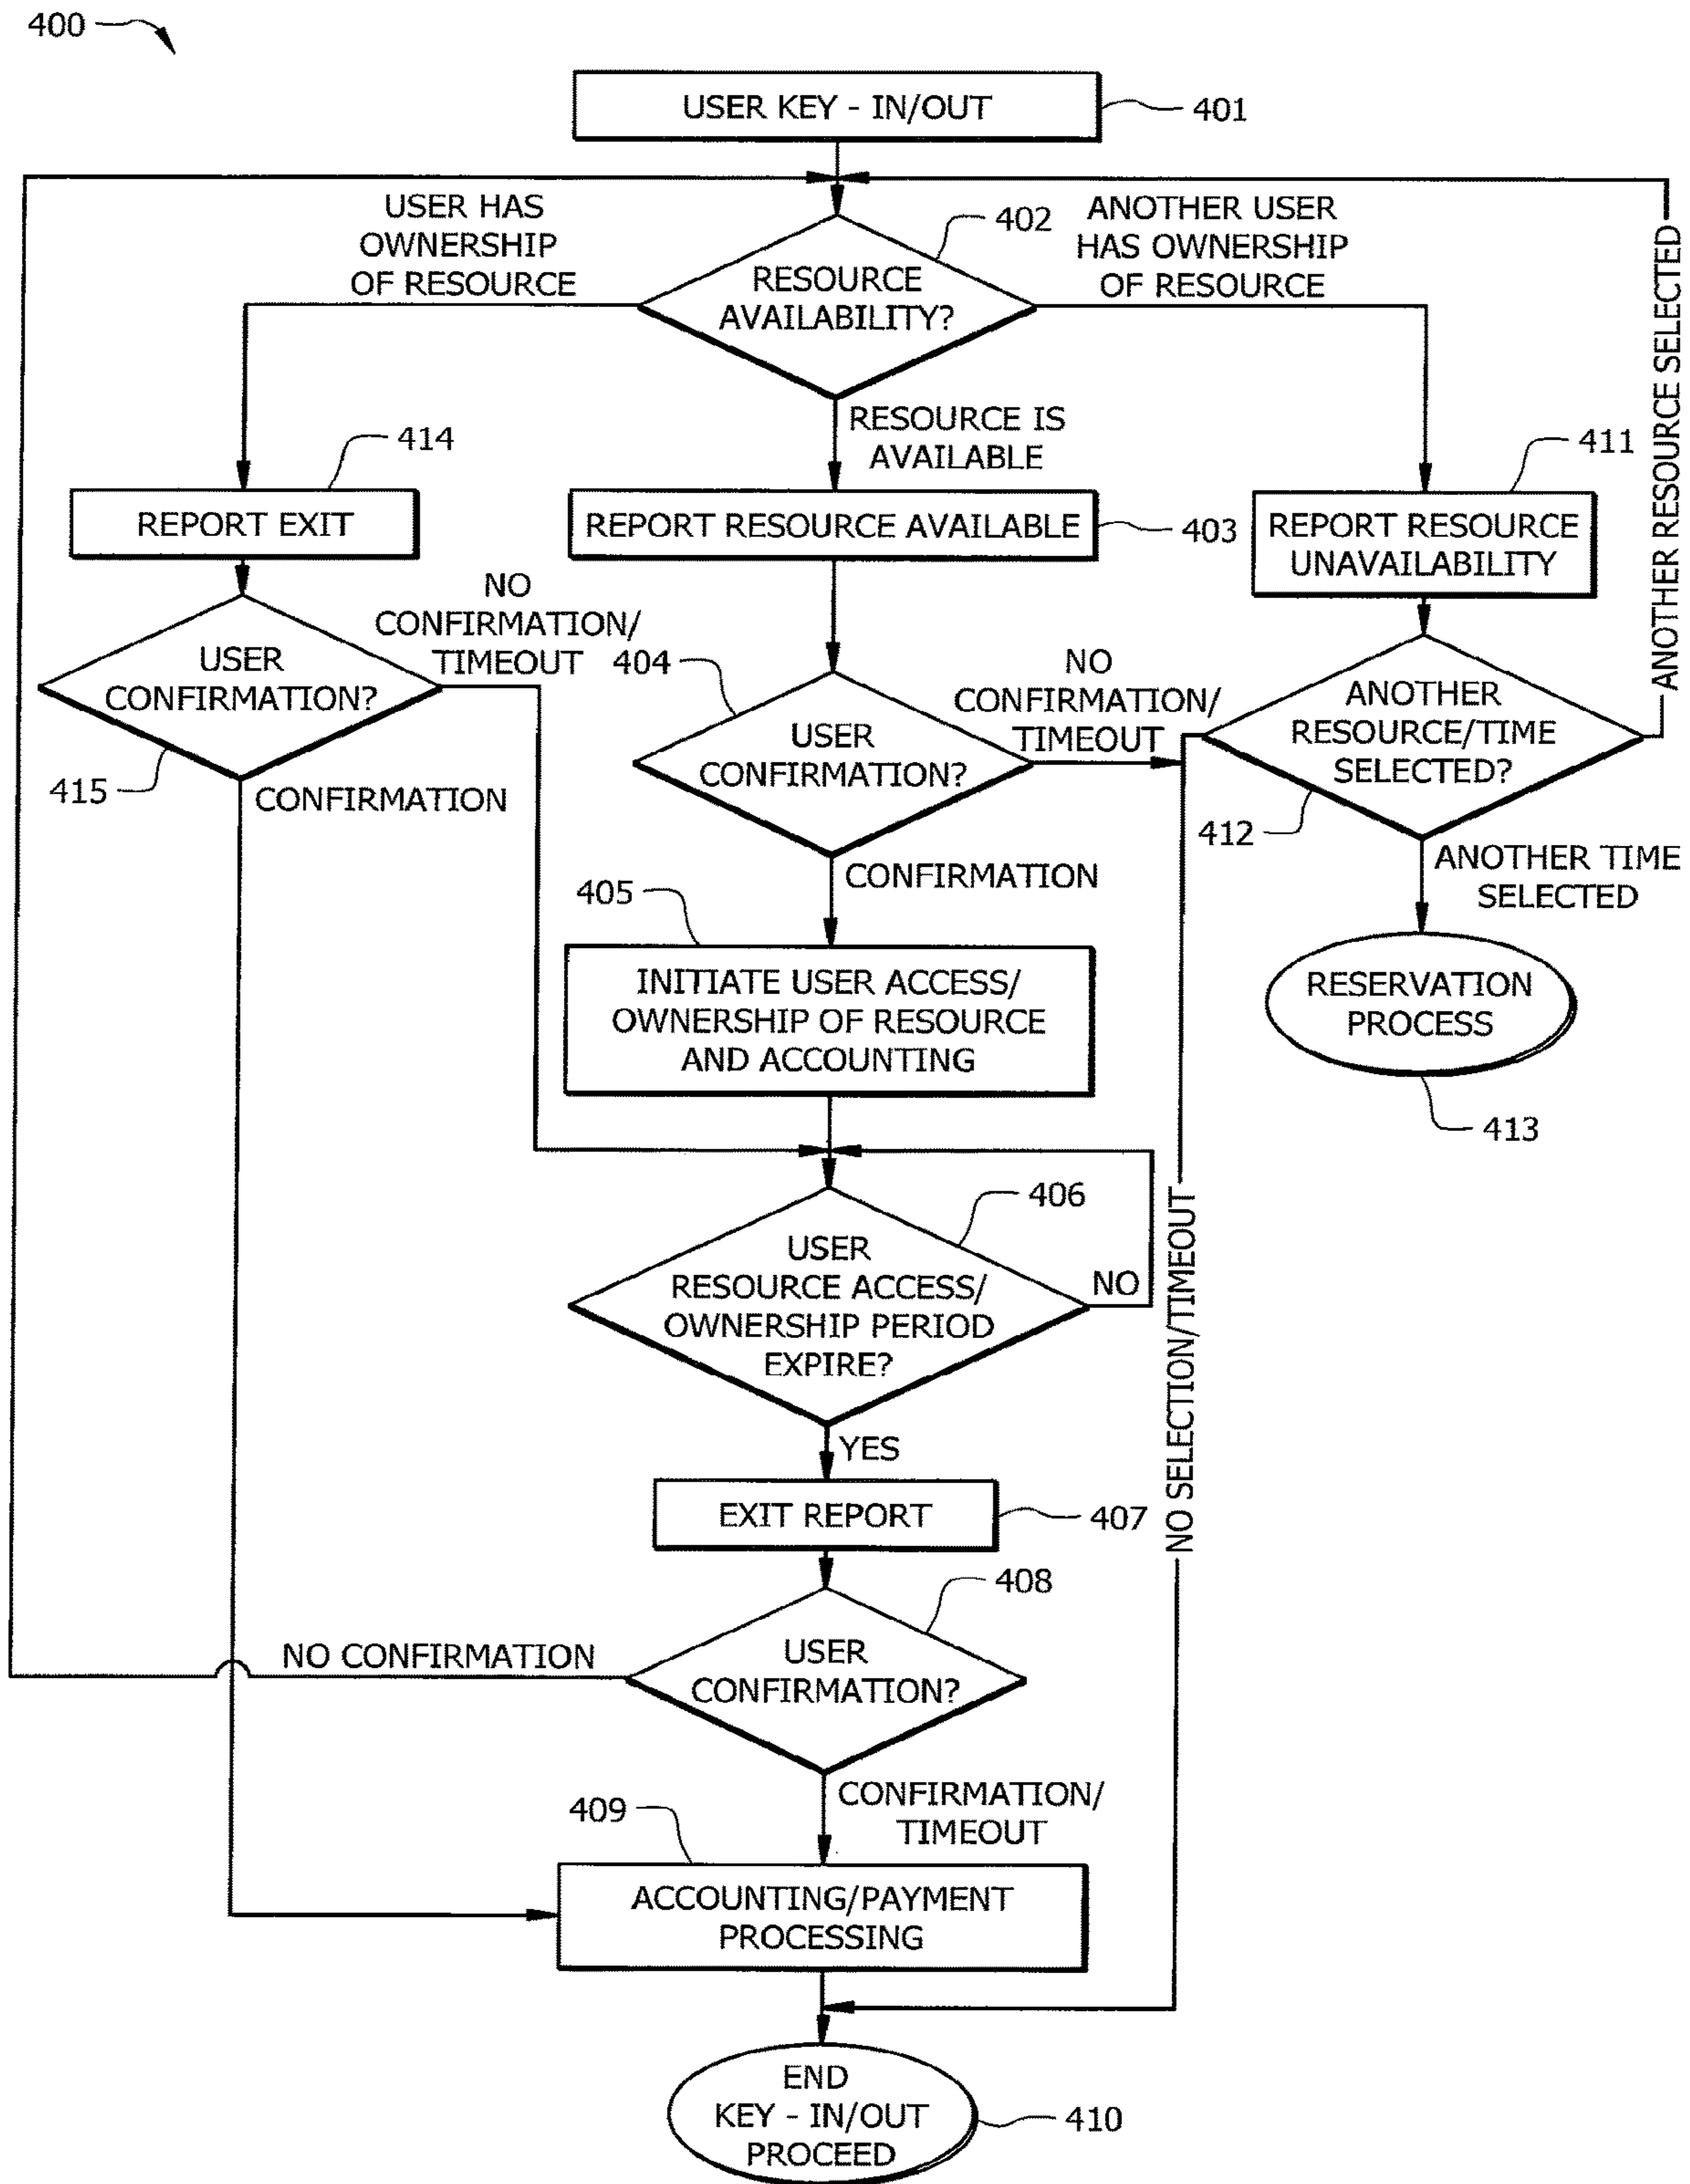 400
USER KEY - IN/OUT
401
USER HAS
OWNERSHIP
OF RESOURCE
402
ANOTHER USER
HAS OWNERSHIP
OF RESOURCE
RESOURCE
AVAILABILITY?
ANOTHER RESOURCE SELECTED
RESOURCE IS
AVAILABLE
414
411
REPORT EXIT
REPORT RESOURCE AVAILABLE
403
REPORT RESOURCE
UNAVAILABILITY
NO
CONFIRMATION/
TIMEOUT
USER
CONFIRMATION?
415
CONFIRMATION
404
USER
CONFIRMATION?
NO
CONFIRMATION/
TIMEOUT
ANOTHER
RESOURCE/TIME
SELECTED?
412
CONFIRMATION
ANOTHER TIME
SELECTED
405
INITIATE USER ACCESS/
OWNERSHIP OF RESOURCE
AND ACCOUNTING
RESERVATION
PROCESS
413
406
USER
RESOURCE ACCESS/
OWNERSHIP PERIOD
EXPIRE?
NO
NO SELECTION/TIMEOUT
YES
EXIT REPORT
407
408
NO CONFIRMATION
USER
CONFIRMATION?
CONFIRMATION/
TIMEOUT
409
ACCOUNTING/PAYMENT
PROCESSING
END
KEY - IN/OUT
PROCEED
410